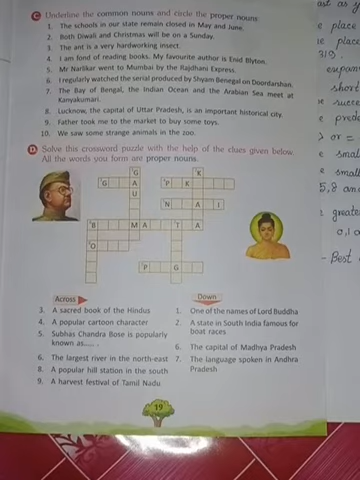 C Underline the common nouns and circle the proper nouns.
1. The schools in our state remain closed in May and June.
2. Both Diwali and Christmas will be on a Sunday.
3. The ant is a very hardworking insect.
4. I am fond of reading books. My favourite author is Enid Blyton.
5. Mr Narlikar went to Mumbai by the Rajdhani Express.
6. I regularly watched the serial produced by Shyam Benegal on Doordarshan.
7. The Bay of Bengal, the Indian Ocean and the Arabian Sea meet at
Kanyakumari.
8. Lucknow, the capital of Uttar Pradesh, is an important historical city.
9. Father took me to the market to buy some toys.
10. We saw some strange animals in the zoo.
D Solve this crossword puzzle with the help of the clues given below.
All the words you form are proper nouns.
G K
G A P K
U
N A I
B M A T A
O
P G
Across
3. A sacred book of the Hindus
4. A popular cartoon character
5. Subhas Chandra Bose is popularly
known as......
6. The largest river in the north-east
8. A popular hill station in the south
9. A harvest festival of Tamil Nadu
Down
1. One of the names of Lord Buddha
2. A state in South India famous for
boat races
6. The capital of Madhya Pradesh
7. The language spoken in Andhra
Pradesh
19
e place
319.
short
e smal
5,8 an
greate
0,1
- Best